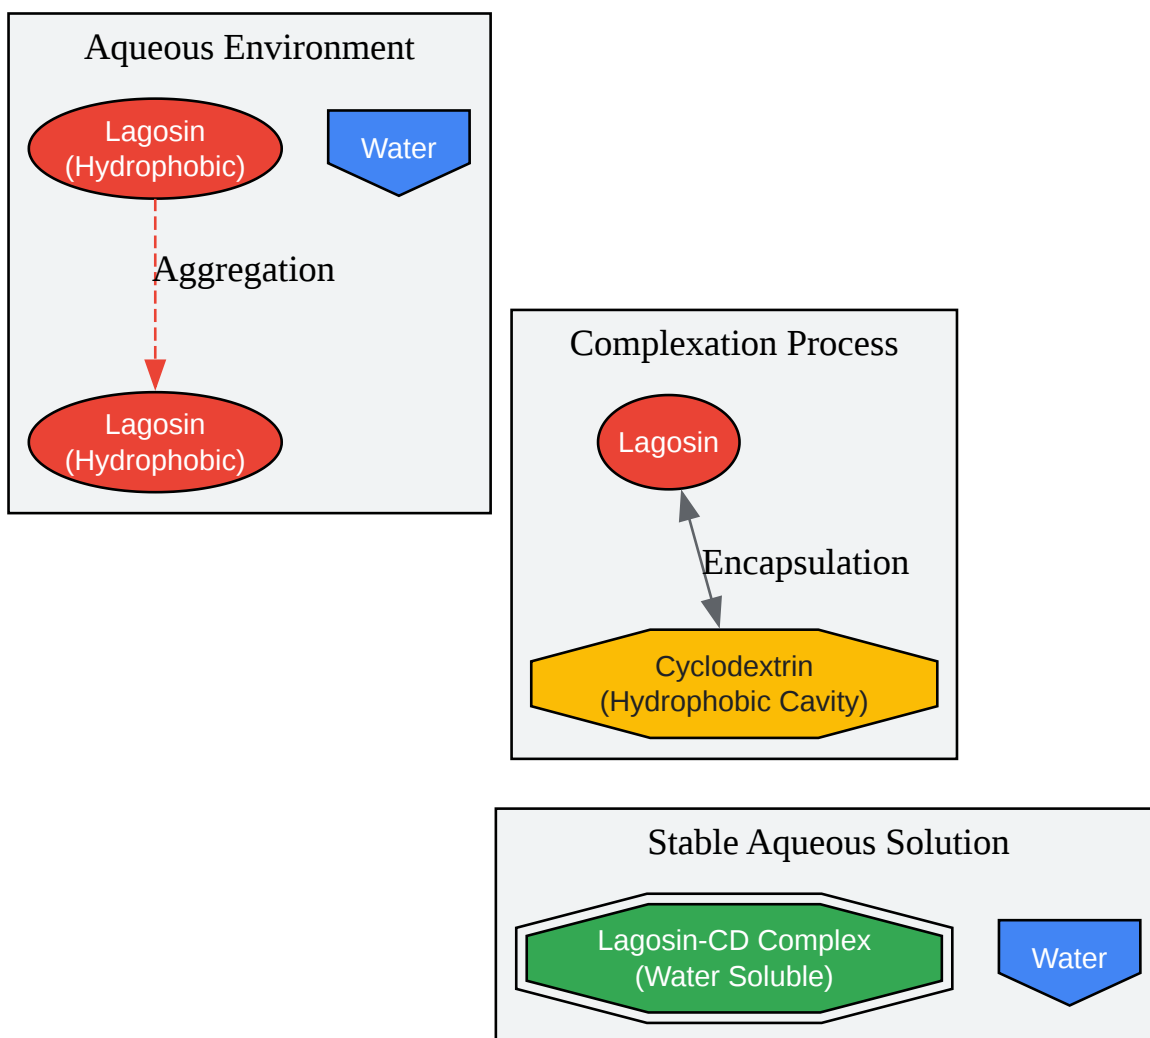 Aqueous Environment
Lagosin
(Hydrophobic)
Water
Aggregation
Lagosin
(Hydrophobic)
Complexation Process
Lagosin
Encapsulation
Cyclodextrin
(Hydrophobic Cavity)
Stable Aqueous Solution
Lagosin-CD Complex
(Water Soluble)
Water